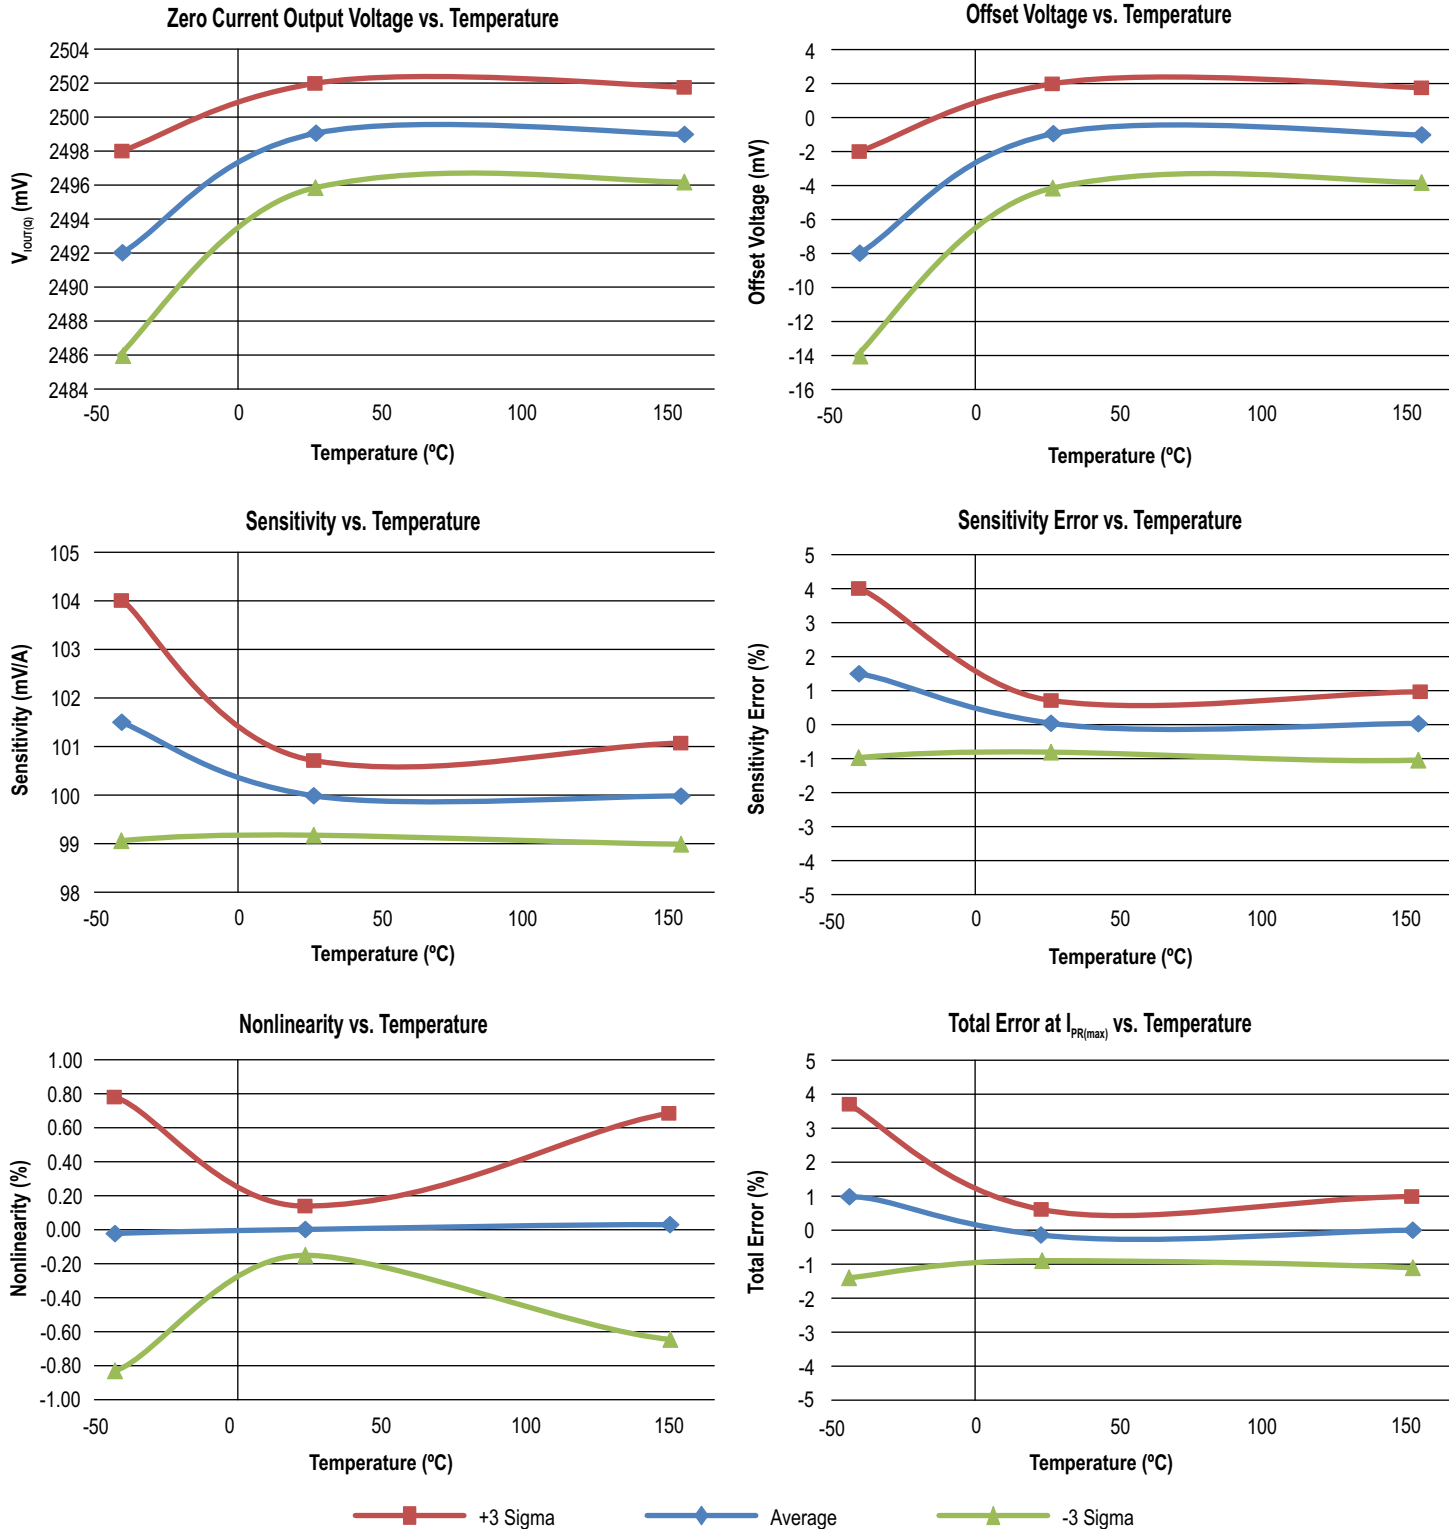 Zero Current Output Voltage vs. Temperature
2504
2502
2500
2498
2496
2494
2492
2490
2488
2486
2484
V_IOUT(Q) (mV)
-50 0 50 100 150
Temperature (ºC)
Offset Voltage vs. Temperature
4
2
0
-2
-4
-6
-8
-10
-12
-14
-16
Offset Voltage (mV)
-50 0 50 100 150
Temperature (ºC)
Sensitivity vs. Temperature
105
104
103
102
101
100
99
98
Sensitivity (mV/A)
-50 0 50 100 150
Temperature (ºC)
Sensitivity Error vs. Temperature
5
4
3
2
1
0
-1
-2
-3
-4
-5
Sensitivity Error (%)
-50 0 50 100 150
Temperature (ºC)
Nonlinearity vs. Temperature
1.00
0.80
0.60
0.40
0.20
0.00
-0.20
-0.40
-0.60
-0.80
-1.00
Nonlinearity (%)
-50 0 50 100 150
Temperature (ºC)
Total Error at I_PR(max) vs. Temperature
5
4
3
2
1
0
-1
-2
-3
-4
-5
Total Error (%)
-50 0 50 100 150
Temperature (ºC)
+3 Sigma Average -3 Sigma